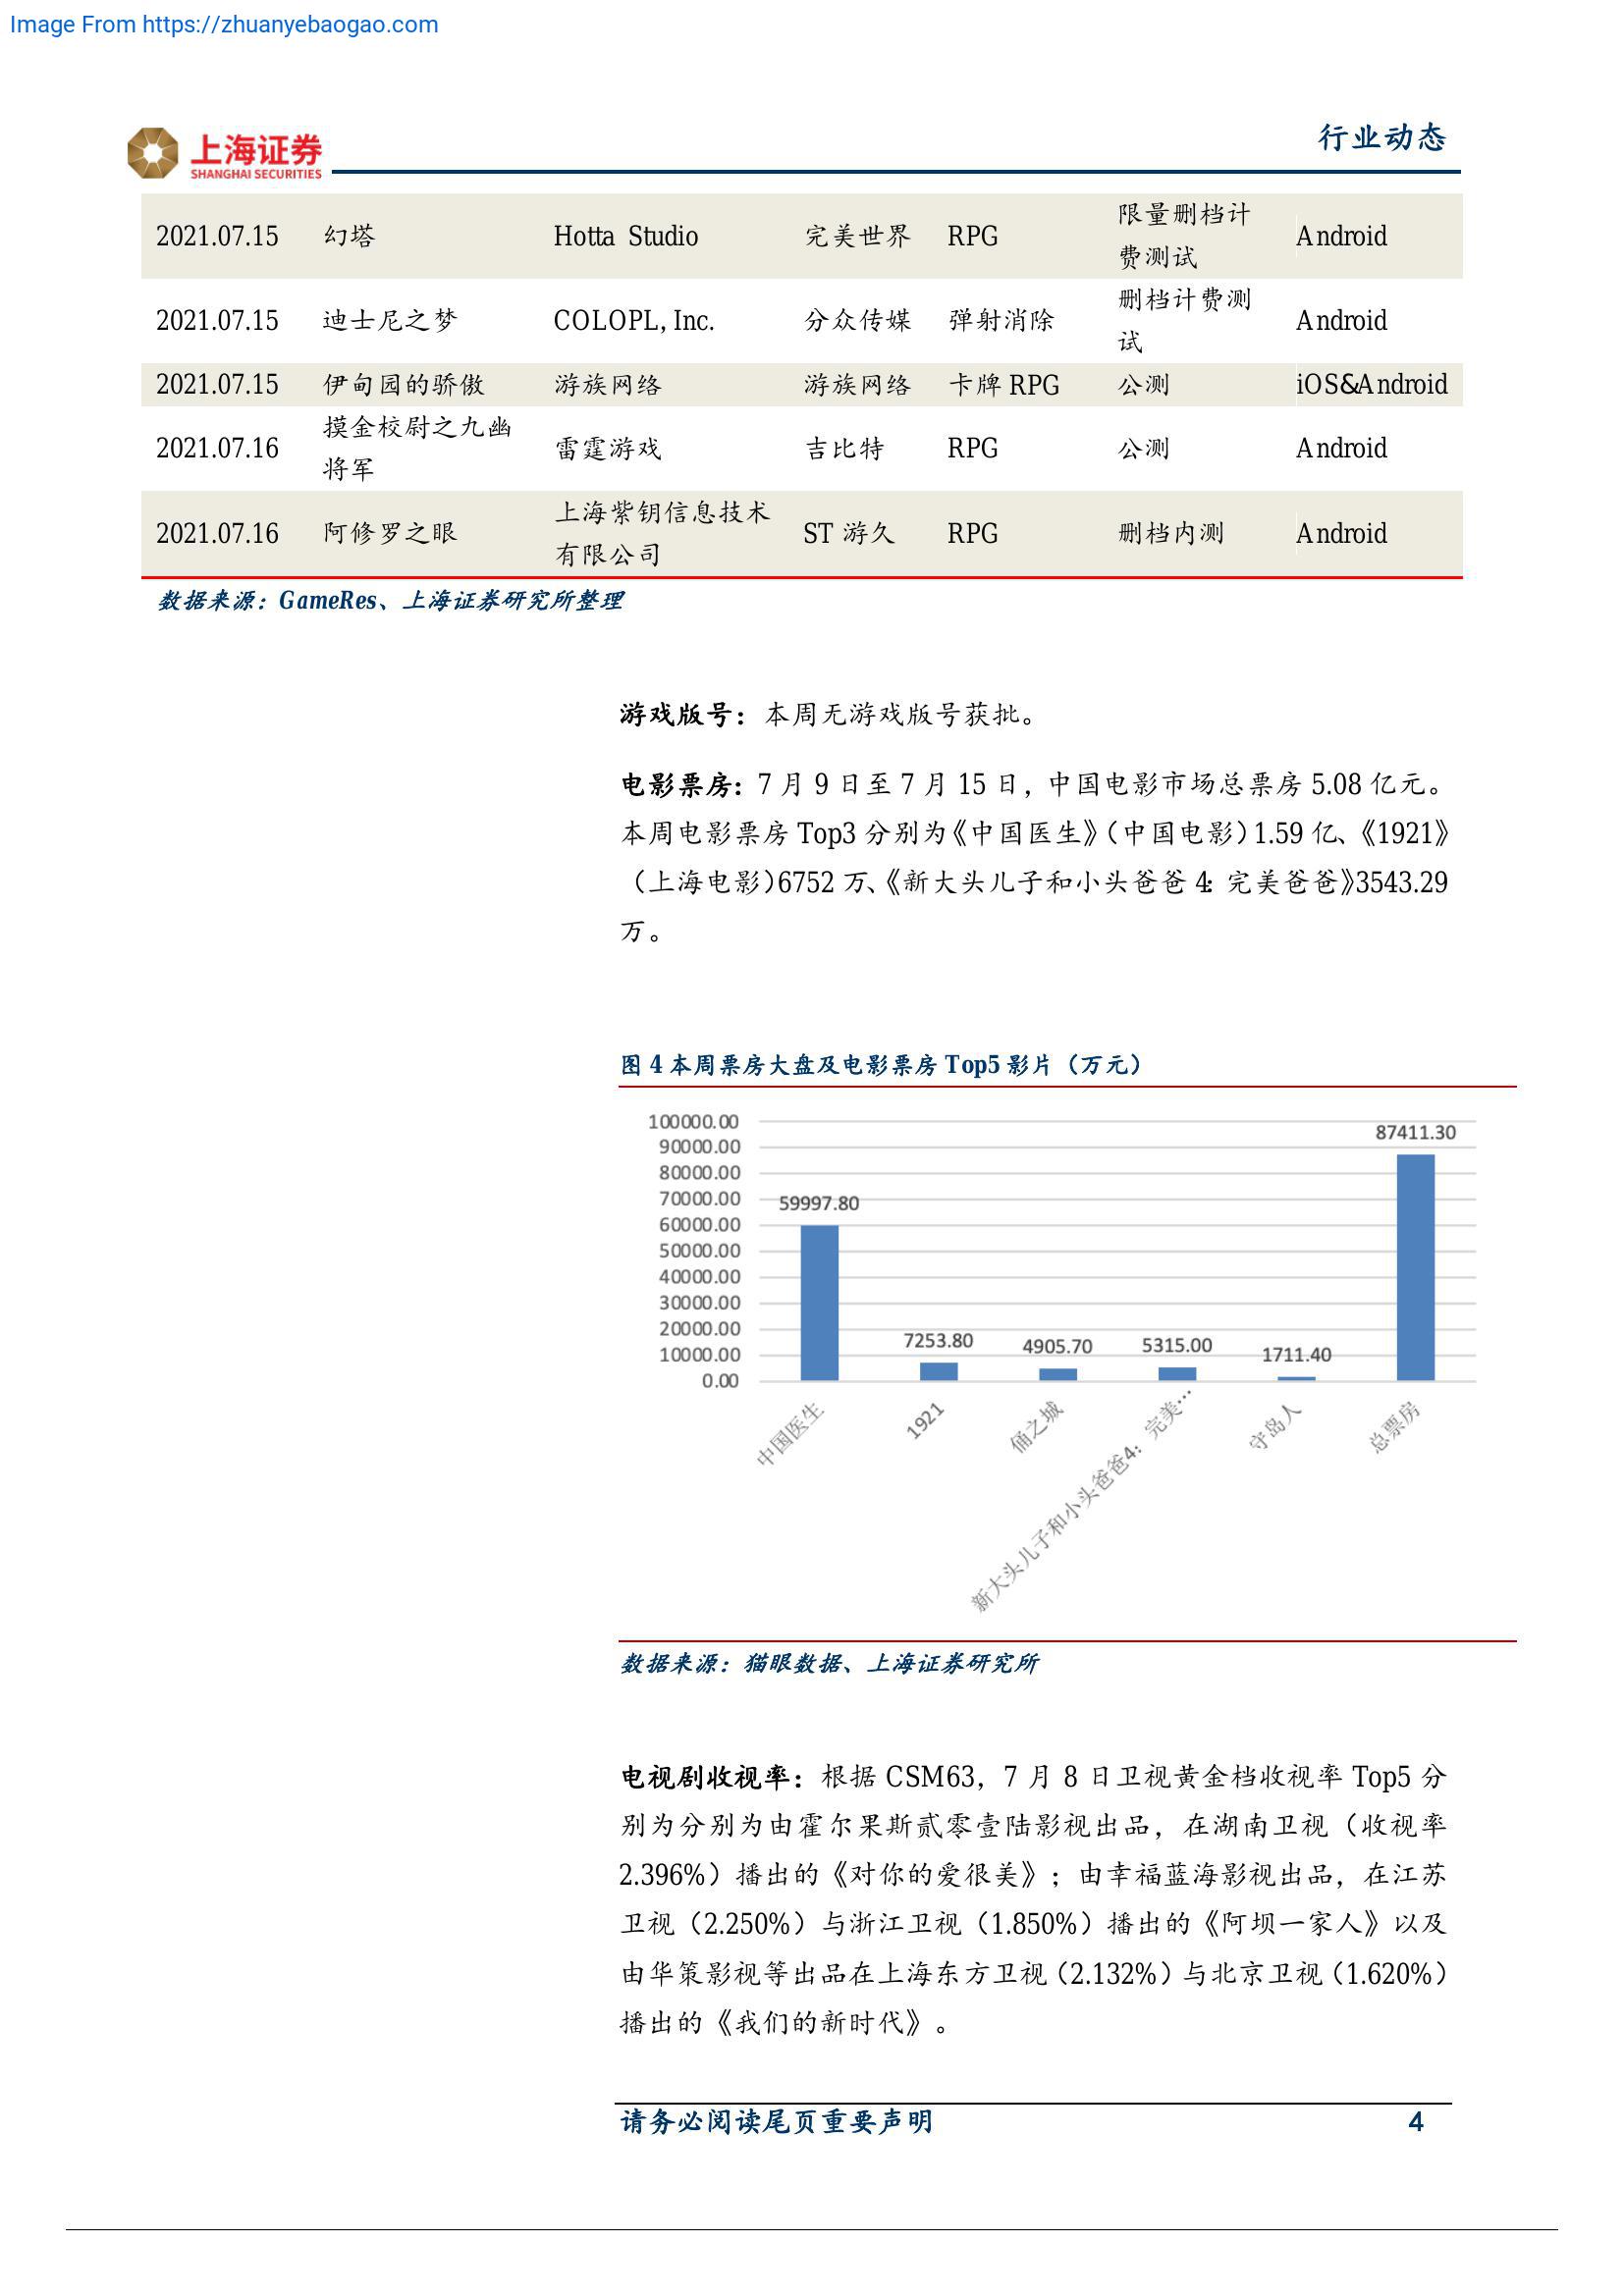 Image From https://zhuanyebaogao.com
上海证券
SHANGHAI SECURITIES
行业动态
2021.07.15 幻塔 Hotta Studio 完美世界 RPG 限量删档计费测试 Android
2021.07.15 迪士尼之梦 COLOPL, Inc. 分众传媒 弹射消除 删档计费测试 Android
2021.07.15 伊甸园的骄傲 游族网络 游族网络 卡牌 RPG 公测 iOS&Android
2021.07.16 摸金校尉之九幽将军 雷霆游戏 吉比特 RPG 公测 Android
2021.07.16 阿修罗之眼 上海紫钥信息技术有限公司 ST 游久 RPG 删档内测 Android
数据来源：GameRes、上海证券研究所整理
游戏版号：本周无游戏版号获批。
电影票房：7 月 9 日至 7 月 15 日，中国电影市场总票房 5.08 亿元。
本周电影票房 Top3 分别为《中国医生》（中国电影）1.59 亿、《1921》
（上海电影）6752 万、《新大头儿子和小头爸爸 4：完美爸爸》3543.29
万。
图 4 本周票房大盘及电影票房 Top5 影片（万元）
100000.00
90000.00
80000.00
70000.00
60000.00
50000.00
40000.00
30000.00
20000.00
10000.00
0.00
59997.80
7253.80
4905.70
5315.00
1711.40
87411.30
中国医生
1921
俑之城
新大头儿子和小头爸爸4：完美…
守岛人
总票房
数据来源：猫眼数据、上海证券研究所
电视剧收视率：根据 CSM63，7 月 8 日卫视黄金档收视率 Top5 分
别为分别为由霍尔果斯贰零壹陆影视出品，在湖南卫视（收视率
2.396%）播出的《对你的爱很美》；由幸福蓝海影视出品，在江苏
卫视（2.250%）与浙江卫视（1.850%）播出的《阿坝一家人》以及
由华策影视等出品在上海东方卫视（2.132%）与北京卫视（1.620%）
播出的《我们的新时代》。
请务必阅读尾页重要声明 4